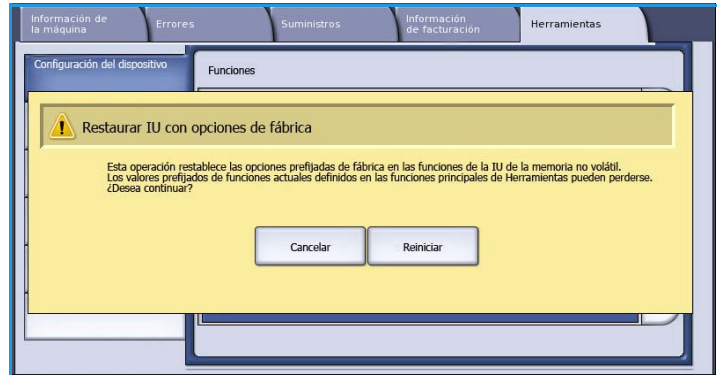 Información de
la máquina
Errores
Suministros
Información
de facturación
Herramientas
Configuración del dispositivo
Funciones
Restaurar IU con opciones de fábrica
Esta operación restablece las opciones prefijadas de fábrica en las funciones de la IU de la memoria no volátil.
Los valores prefijados de funciones actuales definidos en las funciones principales de Herramientas pueden perderse.
¿Desea continuar?
Cancelar
Reiniciar